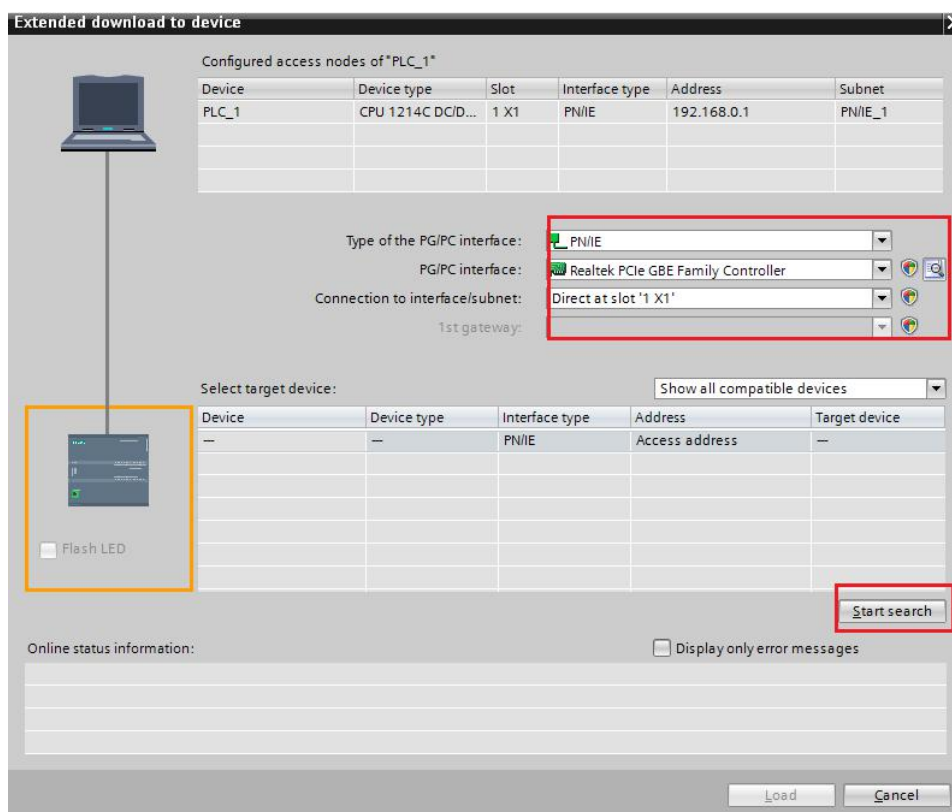 Extended download to device
Configured access nodes of "PLC_1"
Device Device type Slot Interface type Address Subnet
PLC_1 CPU 1214C DC/D... 1 X1 PN/IE 192.168.0.1 PN/IE_1
Type of the PG/PC interface: PN/IE
PG/PC interface: Realtek PCIe GBE Family Controller
Connection to interface/subnet: Direct at slot '1 X1'
1st gateway:
Select target device: Show all compatible devices
Device Device type Interface type Address Target device
— — PN/IE Access address —
Flash LED
Start search
Online status information: Display only error messages
Load Cancel